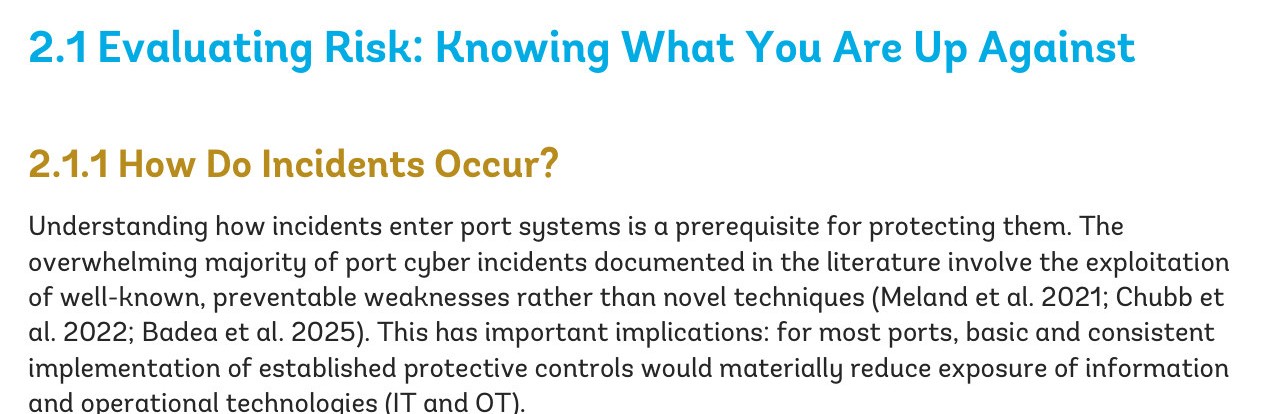 2.1 Evaluating Risk: Knowing What You Are Up Against
2.1.1 How Do Incidents Occur?
Understanding how incidents enter port systems is a prerequisite for protecting them. The
overwhelming majority of port cyber incidents documented in the literature involve the exploitation
of well-known, preventable weaknesses rather than novel techniques (Meland et al. 2021; Chubb et
al. 2022; Badea et al. 2025). This has important implications: for most ports, basic and consistent
implementation of established protective controls would materially reduce exposure of information
and operational technologies (IT and OT).